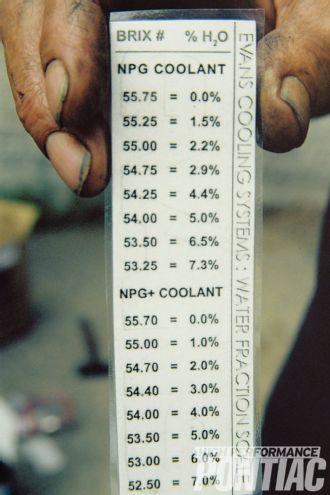 BRIX # % H₂O
NPG COOLANT
55.75 = 0.0%
55.25 = 1.5%
55.00 = 2.2%
54.75 = 2.9%
54.25 = 4.4%
54.00 = 5.0%
53.50 = 6.5%
53.25 = 7.3%
NPG+ COOLANT
55.70 = 0.0%
55.00 = 1.0%
54.70 = 2.0%
54.40 = 3.0%
54.00 = 4.0%
53.50 = 5.0%
53.00 = 6.0%
52.50 = 7.0%
EVANS COOLING SYSTEMS : WATER FRACTION
PERFORMANCE
PONTIAC